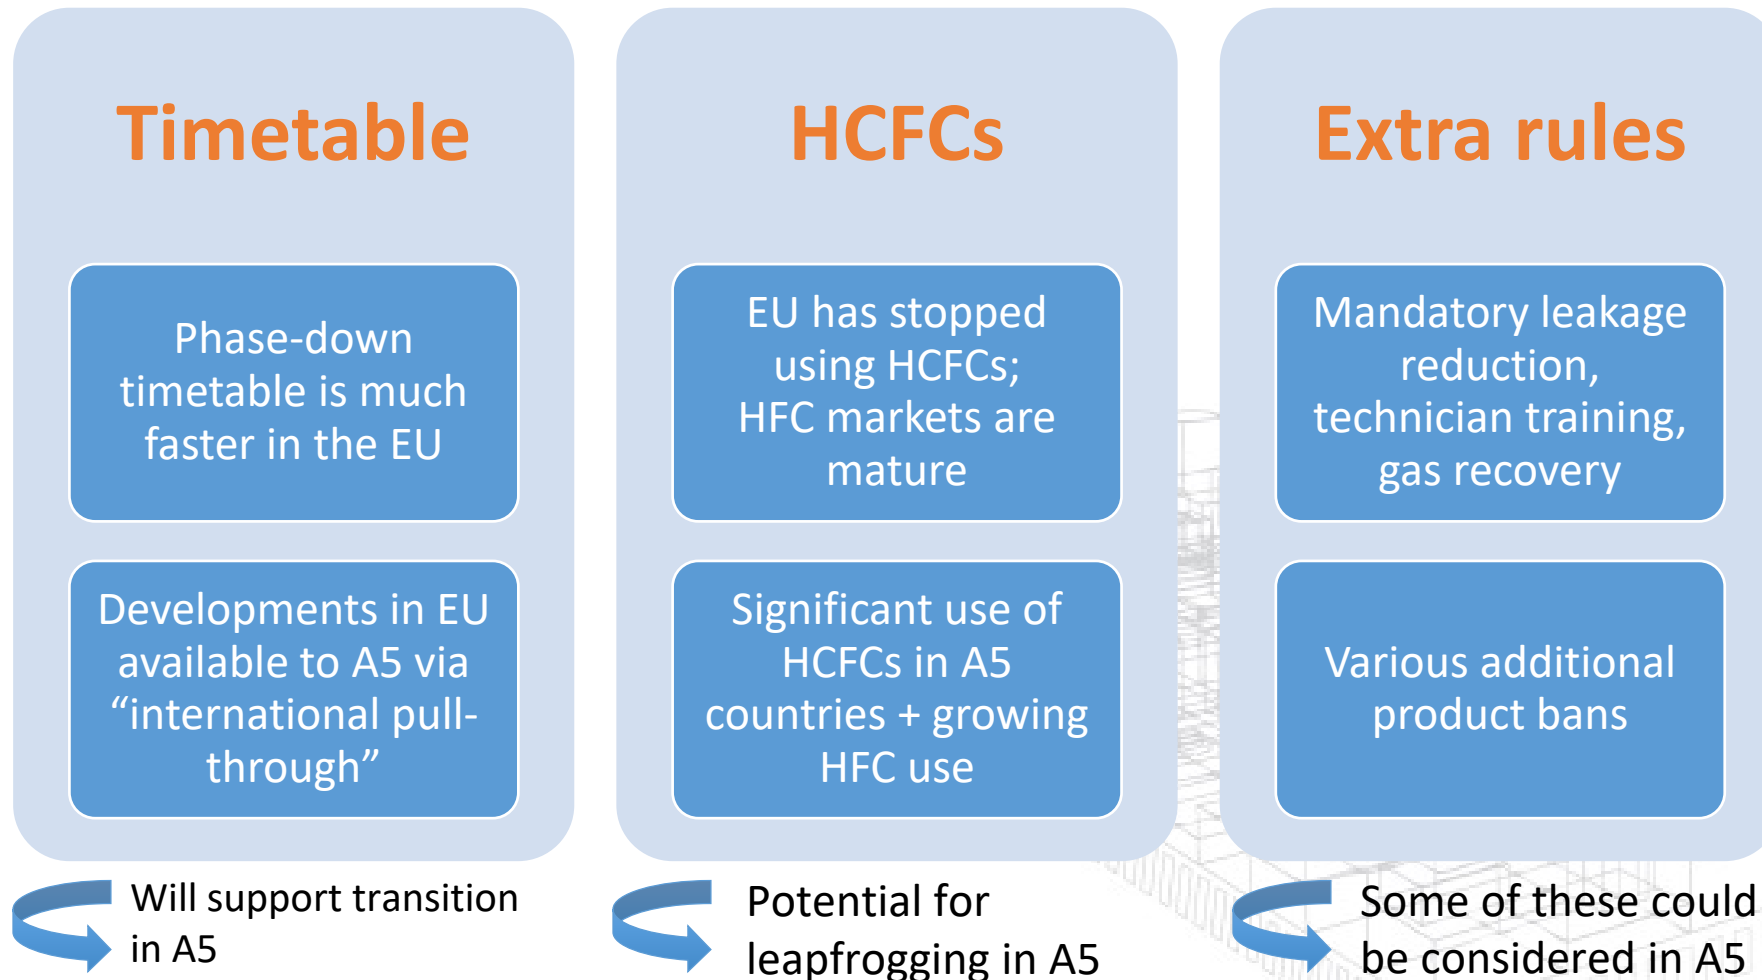 Timetable
Phase-down
timetable is much
faster in the EU
Developments in EU
available to A5 via
“international pull-
through”
Will support transition
in A5
HCFCs
EU has stopped
using HCFCs;
HFC markets are
mature
Significant use of
HCFCs in A5
countries + growing
HFC use
Potential for
leapfrogging in A5
Extra rules
Mandatory leakage
reduction,
technician training,
gas recovery
Various additional
product bans
Some of these could
be considered in A5